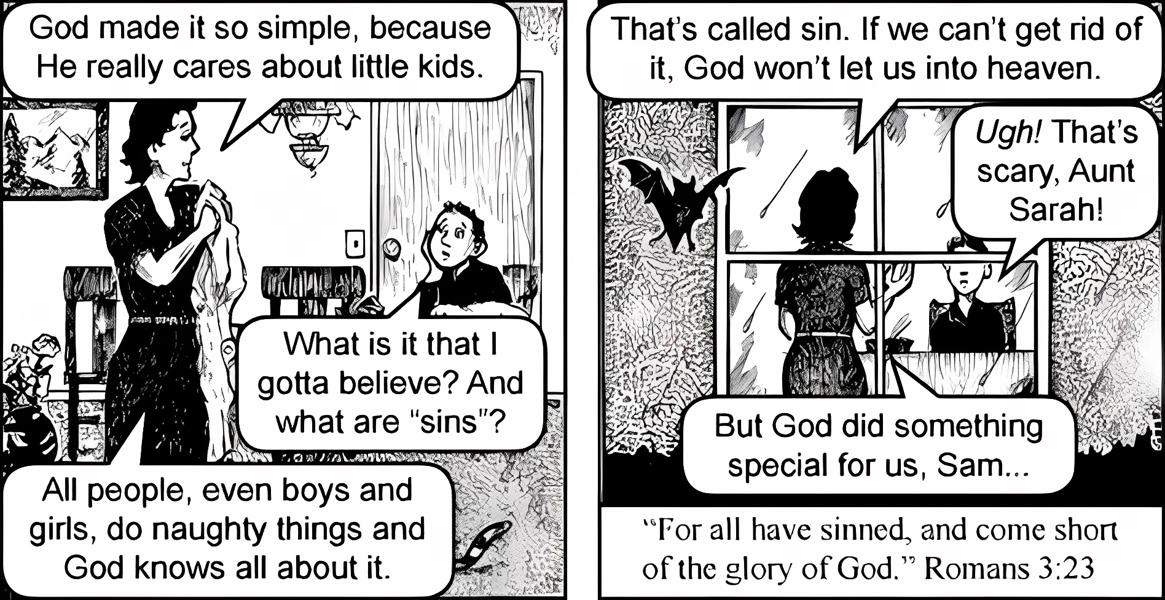 God made it so simple, because
He really cares about little kids.
What is it that I
gotta believe? And
what are “sins”?
All people, even boys and
girls, do naughty things and
God knows all about it.
That’s called sin. If we can’t get rid of
it, God won’t let us into heaven.
Ugh! That’s
scary, Aunt
Sarah!
But God did something
special for us, Sam...
“For all have sinned, and come short
of the glory of God.” Romans 3:23